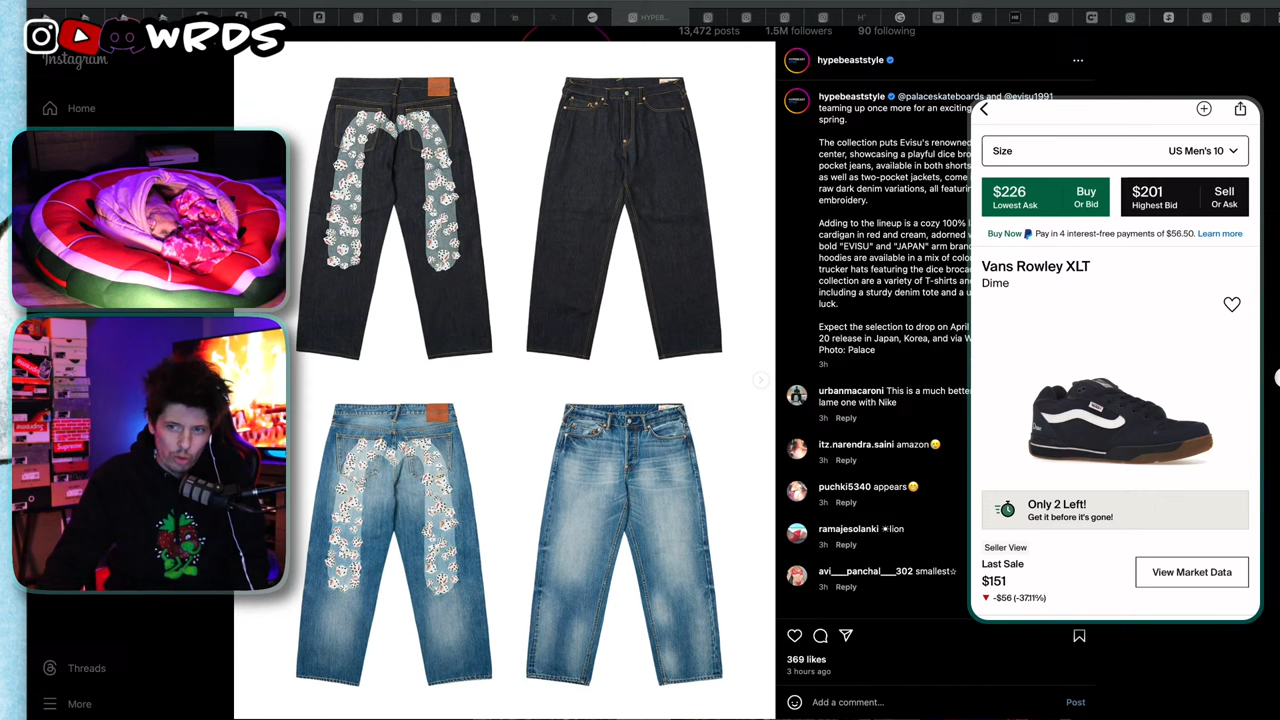 WRDS
Instagram
Home
13,472 posts 1.5M followers 90 following
hypebeaststyle
hypebeaststyle @palaceskateboards and @evisu1991
teaming up once more for an exciting
spring.
The collection puts Evisu's renowned
center, showcasing a playful dice bro
pocket jeans, available in both shorts
as well as two-pocket jackets, come
raw dark denim variations, all featuri
embroidery.
Adding to the lineup is a cozy 100% l
cardigan in red and cream, adorned w
bold "EVISU" and "JAPAN" arm brand
hoodies are available in a mix of color
trucker hats featuring the dice brocad
collection are a variety of T-shirts and
including a sturdy denim tote and a u
luck.
Expect the selection to drop on April
20 release in Japan, Korea, and via W
Photo: Palace
3h
urbanmacaroni This is a much better
lame one with Nike
3h Reply
itz.narendra.saini amazon😥
3h Reply
puchki5340 appears🤭
3h Reply
ramajesolanki ☀lion
3h Reply
avi___panchal___302 smallest☆
3h Reply
369 likes
3 hours ago
Add a comment... Post
Threads
More
Size US Men's 10
$226 Buy
Lowest Ask Or Bid
$201 Sell
Highest Bid Or Ask
Buy Now Pay in 4 interest-free payments of $56.50. Learn more
Vans Rowley XLT
Dime
Only 2 Left!
Get it before it's gone!
Seller View
Last Sale
$151
▼ -$56 (-37.11%)
View Market Data
Supreme